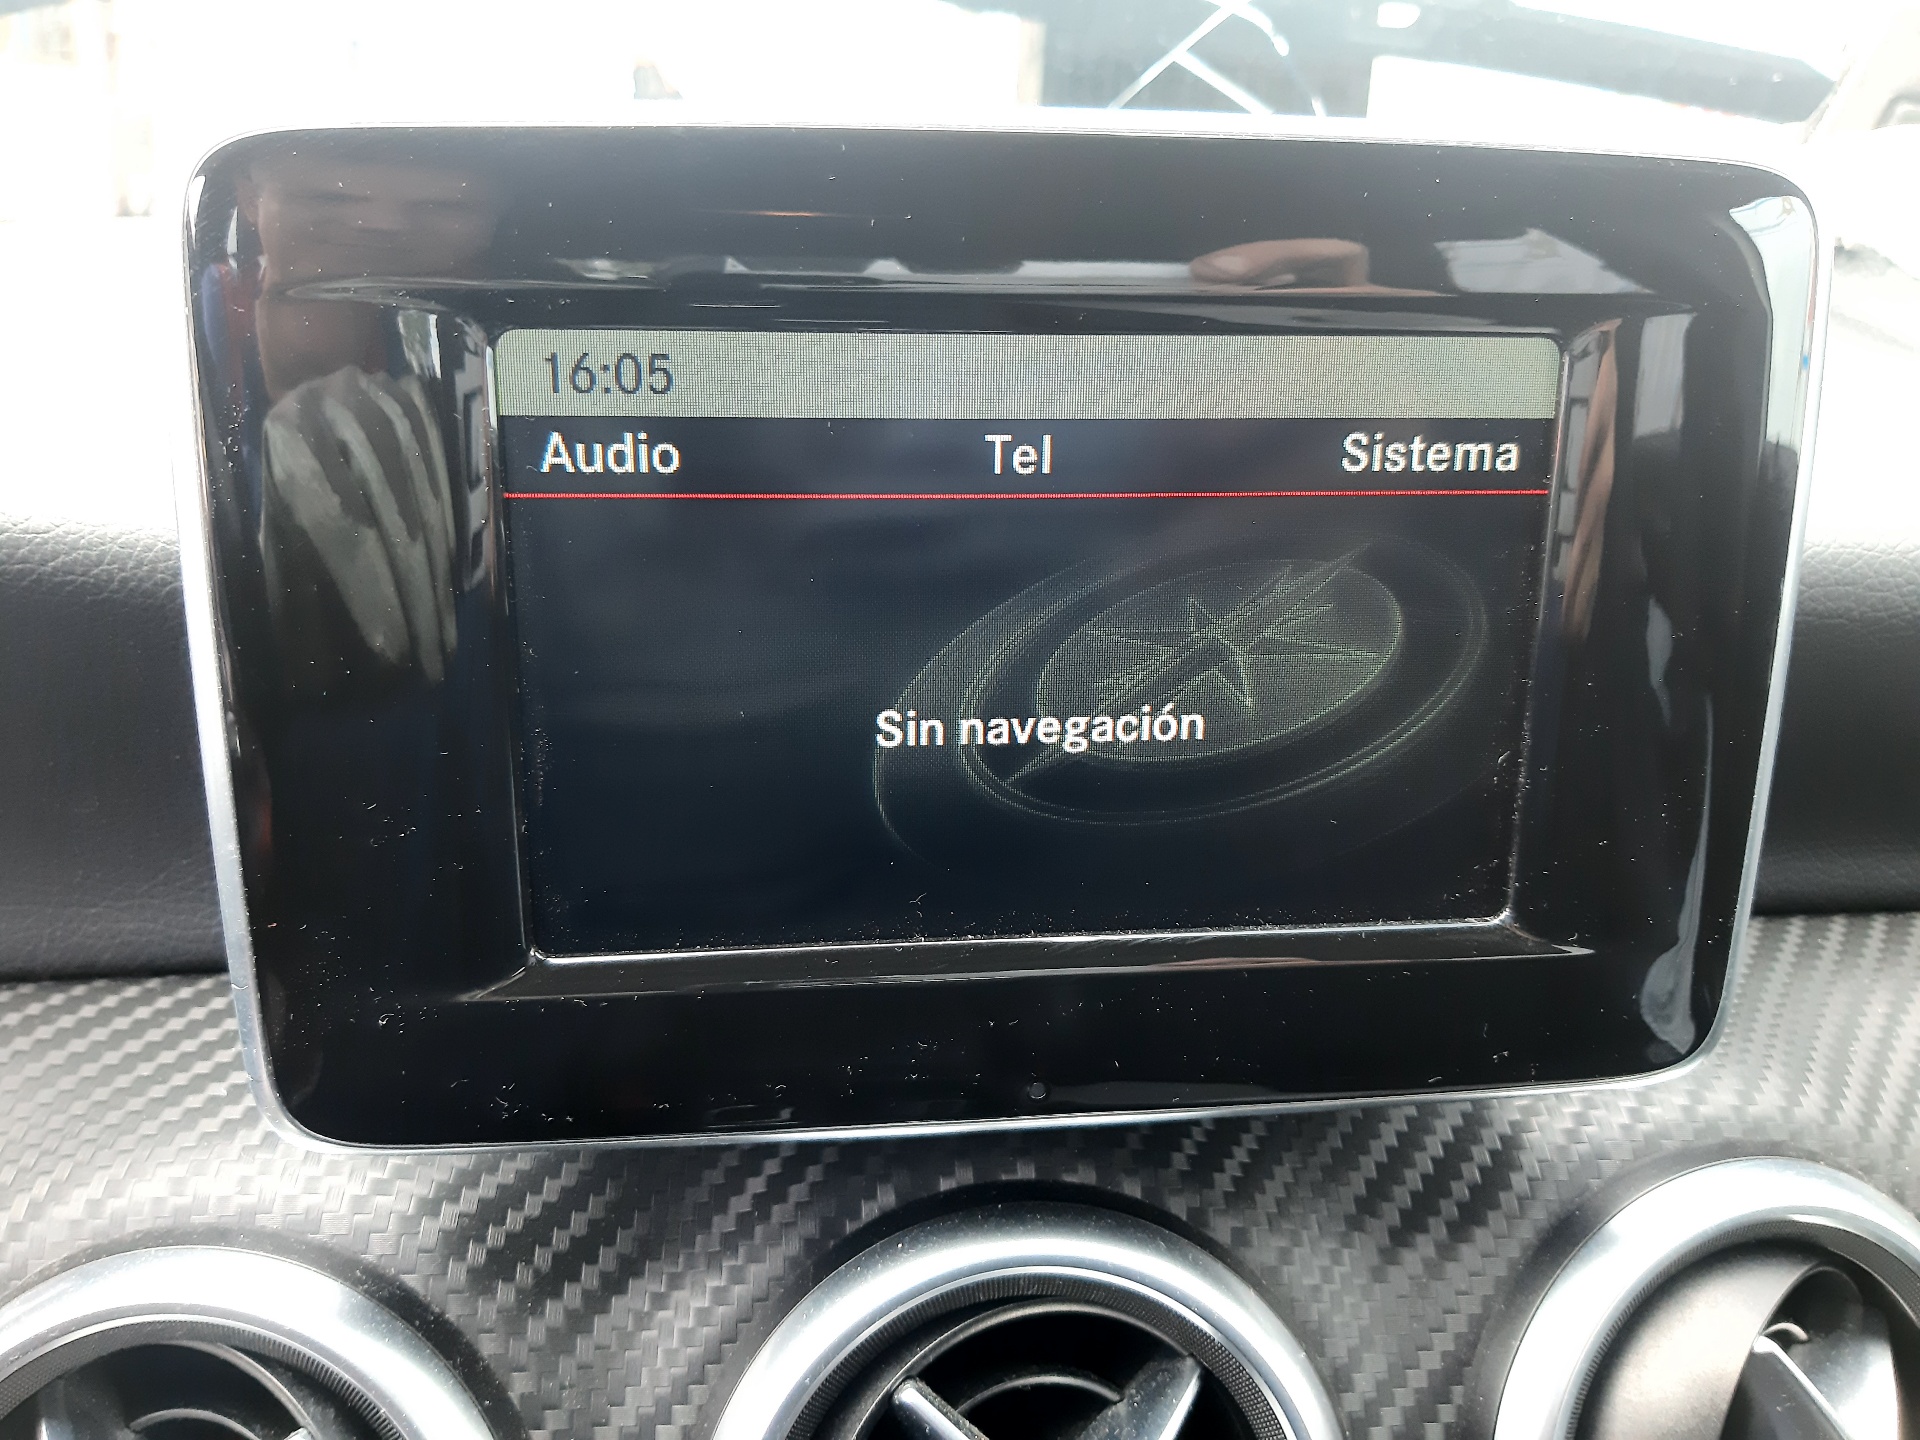 16:05
Audio Tel Sistema
Sin navegación